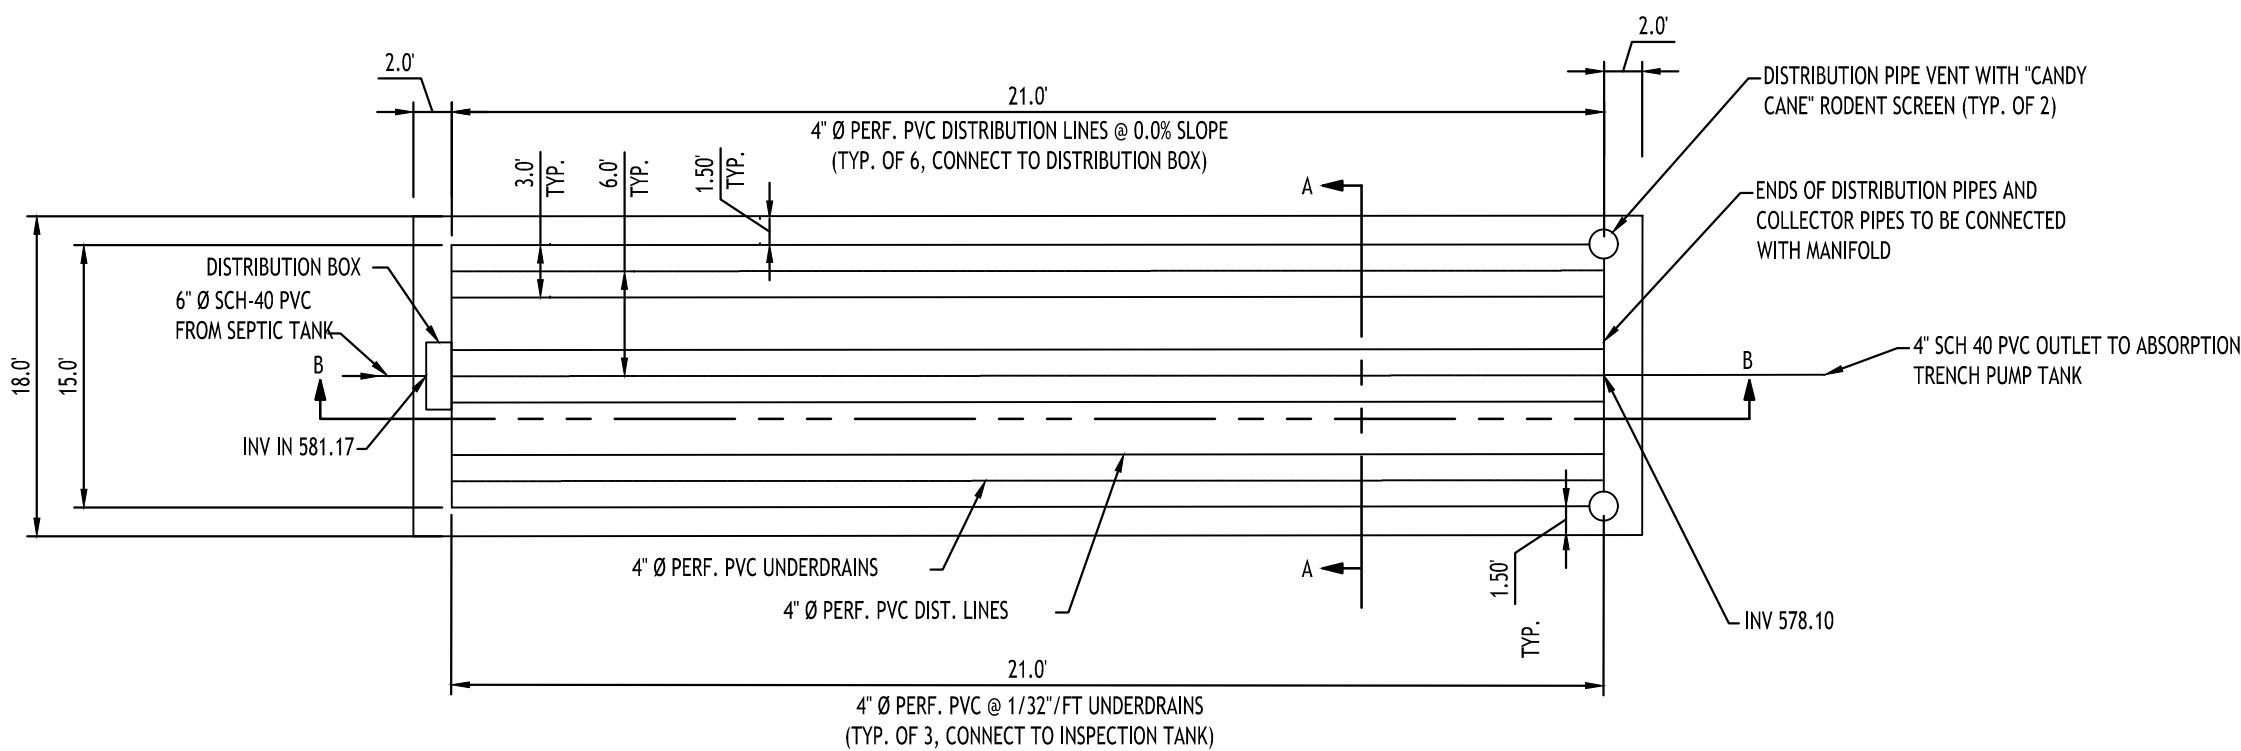 2.0'
2.0'
DISTRIBUTION PIPE VENT WITH "CANDY
CANE" RODENT SCREEN (TYP. OF 2)
21.0'
4" Ø PERF. PVC DISTRIBUTION LINES @ 0.0% SLOPE
(TYP. OF 6, CONNECT TO DISTRIBUTION BOX)
3.0'
TYP.
6.0'
TYP.
1.50'
TYP.
A
ENDS OF DISTRIBUTION PIPES AND
COLLECTOR PIPES TO BE CONNECTED
WITH MANIFOLD
DISTRIBUTION BOX
6" Ø SCH-40 PVC
FROM SEPTIC TANK
18.0'
15.0'
B
B
4" SCH 40 PVC OUTLET TO ABSORPTION
TRENCH PUMP TANK
INV IN 581.17
4" Ø PERF. PVC UNDERDRAINS
A
4" Ø PERF. PVC DIST. LINES
1.50'
TYP.
INV 578.10
21.0'
4" Ø PERF. PVC @ 1/32"/FT UNDERDRAINS
(TYP. OF 3, CONNECT TO INSPECTION TANK)